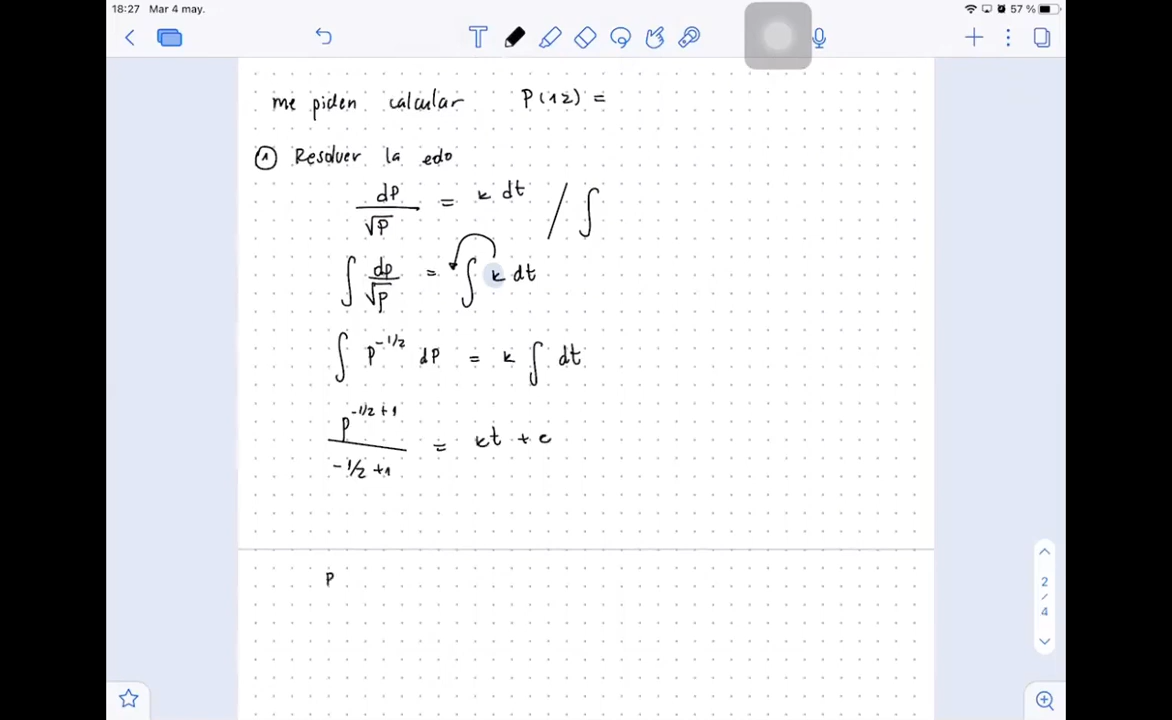 18:27 Mar 4 may. 57 %
T
me piden calcular P(12) =
① Resolver la edo
dP/√P = k dt / ∫
∫ dp/√p = ∫ k dt
∫ p^-1/2 dP = k ∫ dt
p^-1/2+1 / -1/2+1 = kt + c
P
2
/
4